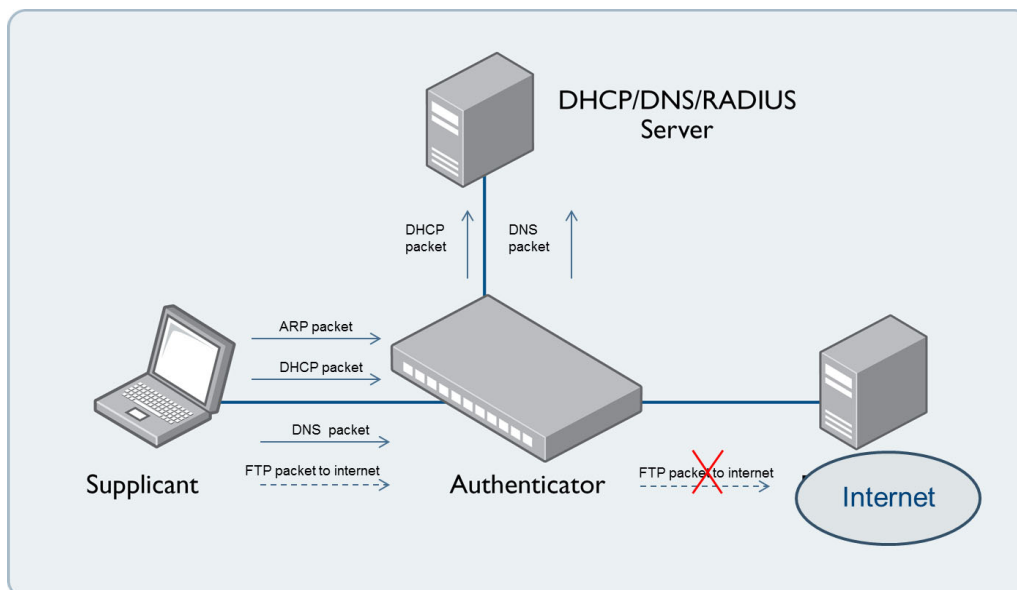 DHCP/DNS/RADIUS
Server
DHCP
packet
DNS
packet
ARP packet
DHCP packet
DNS packet
FTP packet to internet
FTP packet to internet
Supplicant
Authenticator
Internet